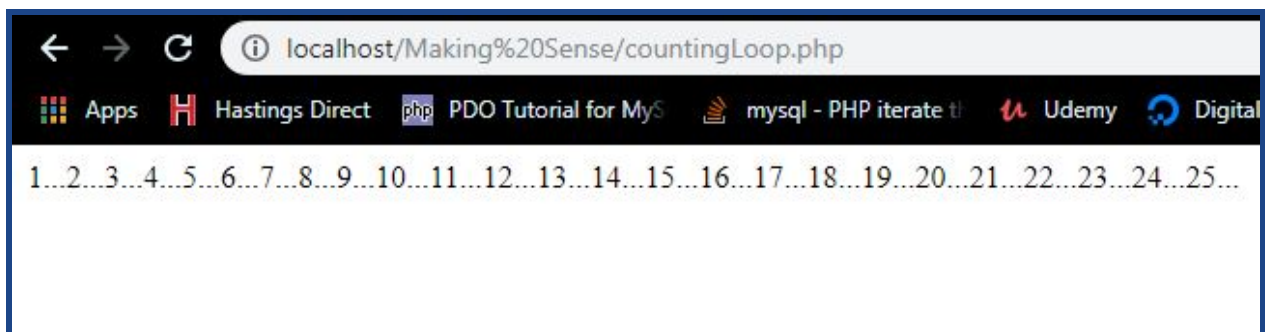 localhost/Making%20Sense/countingLoop.php
Apps Hastings Direct php PDO Tutorial for MyS mysql - PHP iterate t Udemy Digital
1...2...3...4...5...6...7...8...9...10...11...12...13...14...15...16...17...18...19...20...21...22...23...24...25...